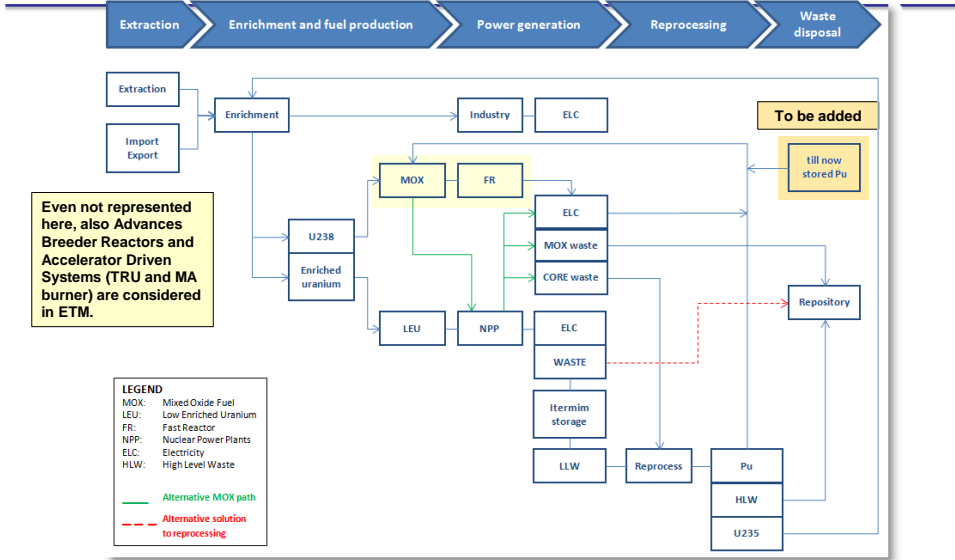 Extraction
Enrichment and fuel production
Power generation
Reprocessing
Waste
disposal
Extraction
Import
Export
Enrichment
Industry
ELC
To be added
till now
stored Pu
MOX
FR
Even not represented
here, also Advances
Breeder Reactors and
Accelerator Driven
Systems (TRU and MA
burner) are considered
in ETM.
U238
Enriched
uranium
ELC
MOX waste
CORE waste
Repository
LEU
NPP
ELC
WASTE
Itermim
storage
LLW
Reprocess
Pu
HLW
U235
LEGEND
MOX: Mixed Oxide Fuel
LEU: Low Enriched Uranium
FR: Fast Reactor
NPP: Nuclear Power Plants
ELC: Electricity
HLW: High Level Waste
Alternative MOX path
Alternative solution
to reprocessing